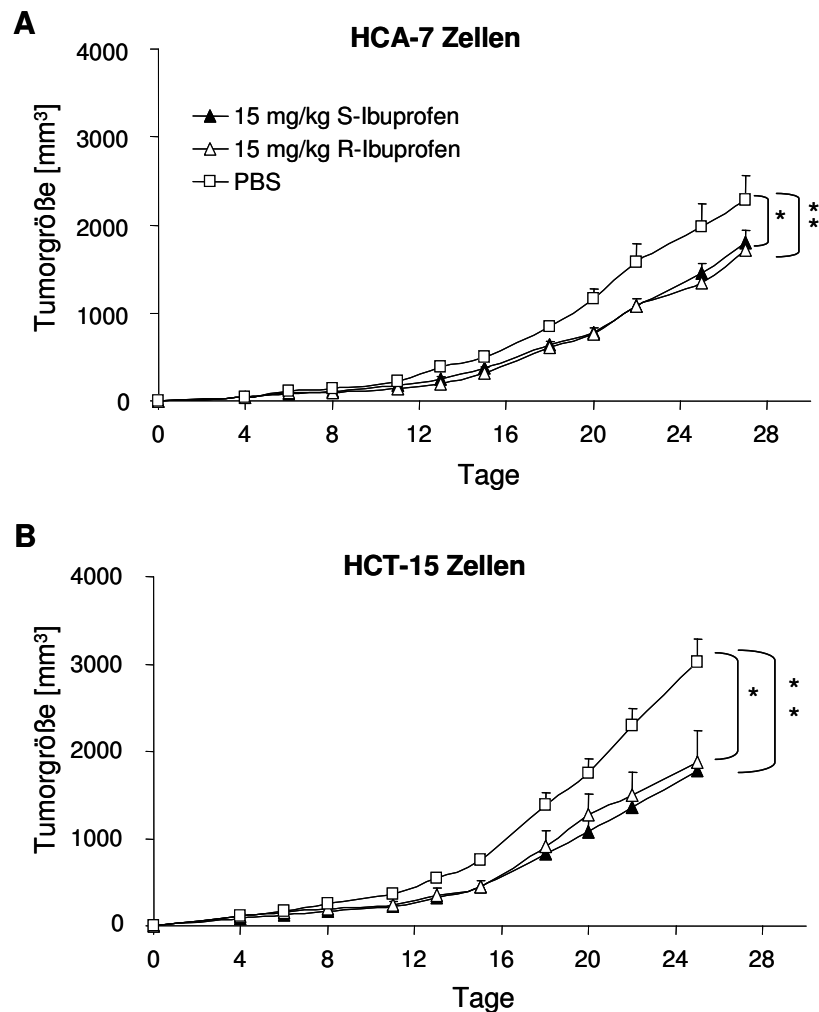 A
HCA-7 Zellen
4000
3000
2000
1000
0
Tumorgröße [mm³]
15 mg/kg S-Ibuprofen
15 mg/kg R-Ibuprofen
PBS
*
*
*
0 4 8 12 16 20 24 28
Tage
B
HCT-15 Zellen
4000
3000
2000
1000
0
Tumorgröße [mm³]
*
*
*
0 4 8 12 16 20 24 28
Tage